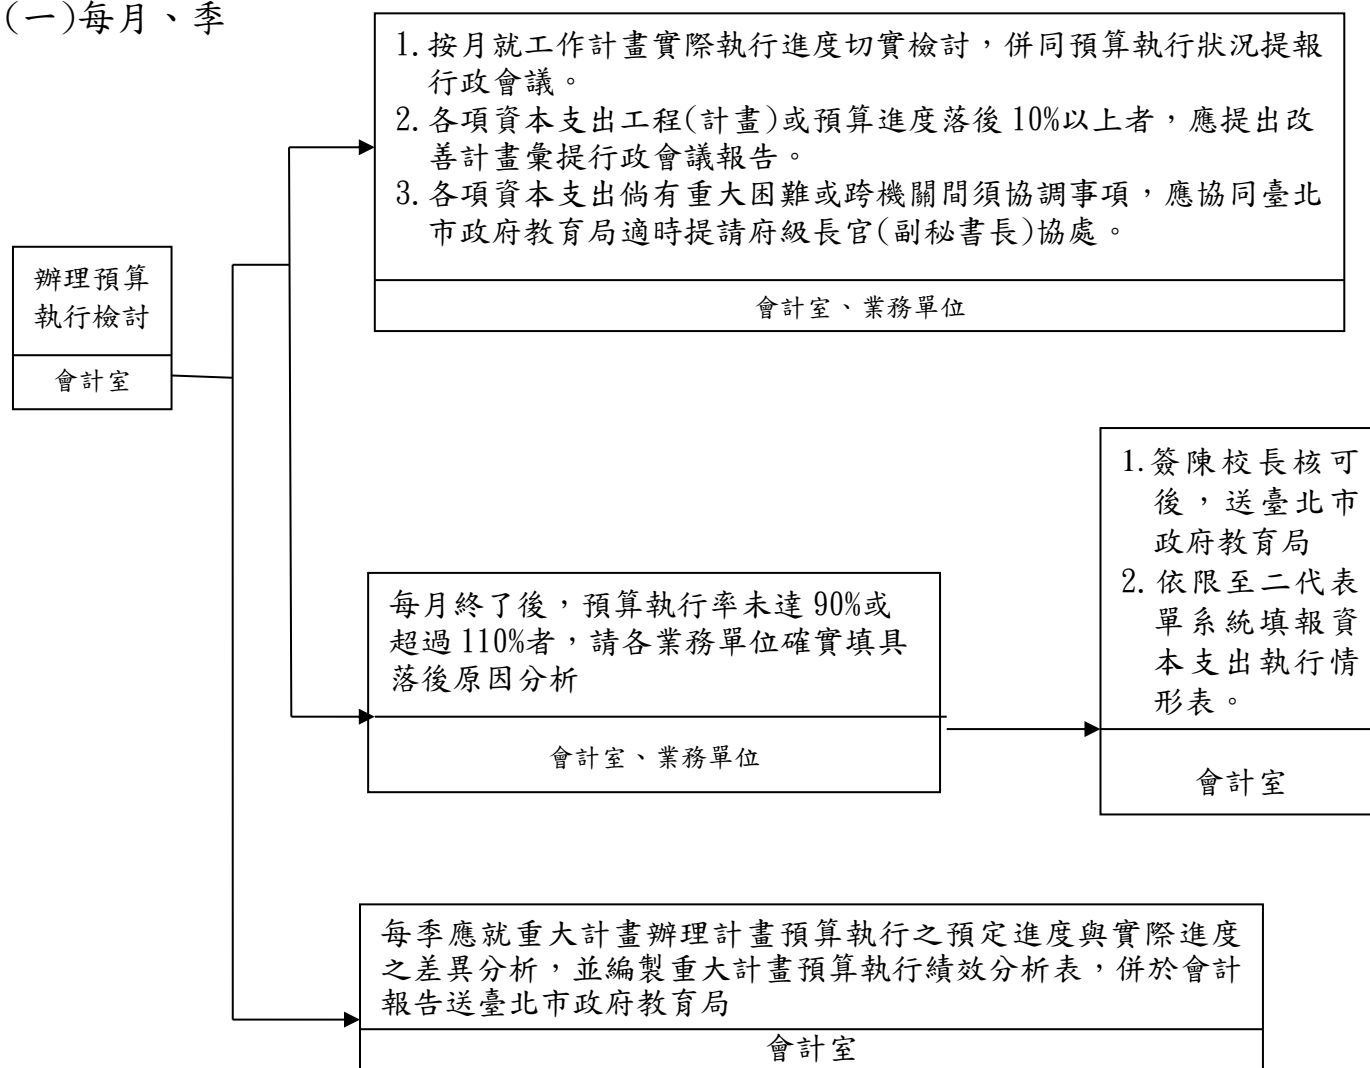 (一)每月、季
1.按月就工作計畫實際執行進度切實檢討，併同預算執行狀況提報
行政會議。
2.各項資本支出工程(計畫)或預算進度落後 10%以上者，應提出改
善計畫彙提行政會議報告。
3.各項資本支出倘有重大困難或跨機關間須協調事項，應協同臺北
市政府教育局適時提請府級長官(副秘書長)協處。
會計室、業務單位
辦理預算
執行檢討
會計室
每月終了後，預算執行率未達 90%或
超過 110%者，請各業務單位確實填具
落後原因分析
會計室、業務單位
1.簽陳校長核可
後，送臺北市
政府教育局
2.依限至二代表
單系統填報資
本支出執行情
形表。
會計室
每季應就重大計畫辦理計畫預算執行之預定進度與實際進度
之差異分析，並編製重大計畫預算執行績效分析表，併於會計
報告送臺北市政府教育局
會計室